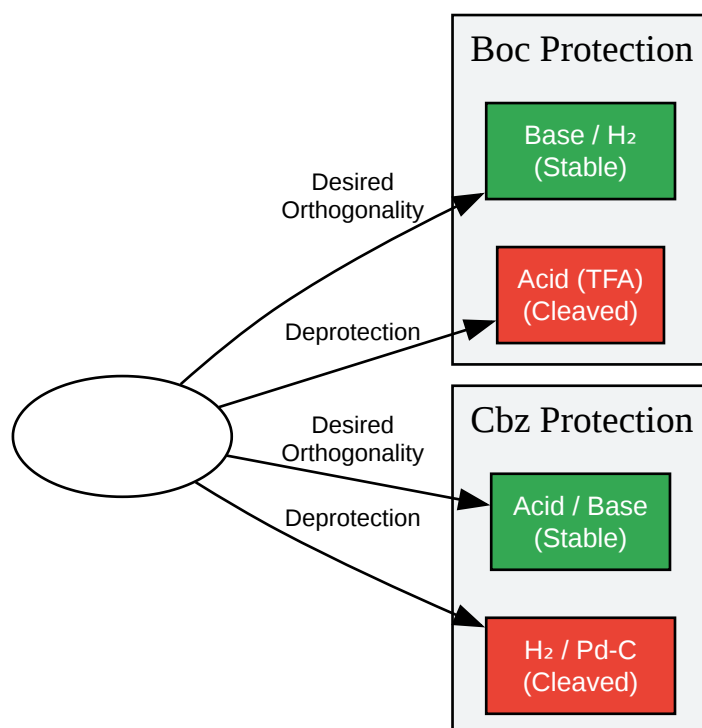 Boc Protection
Base / H₂
(Stable)
Desired
Orthogonality
Acid (TFA)
(Cleaved)
Deprotection
Cbz Protection
Desired
Orthogonality
Acid / Base
(Stable)
Deprotection
H₂ / Pd-C
(Cleaved)